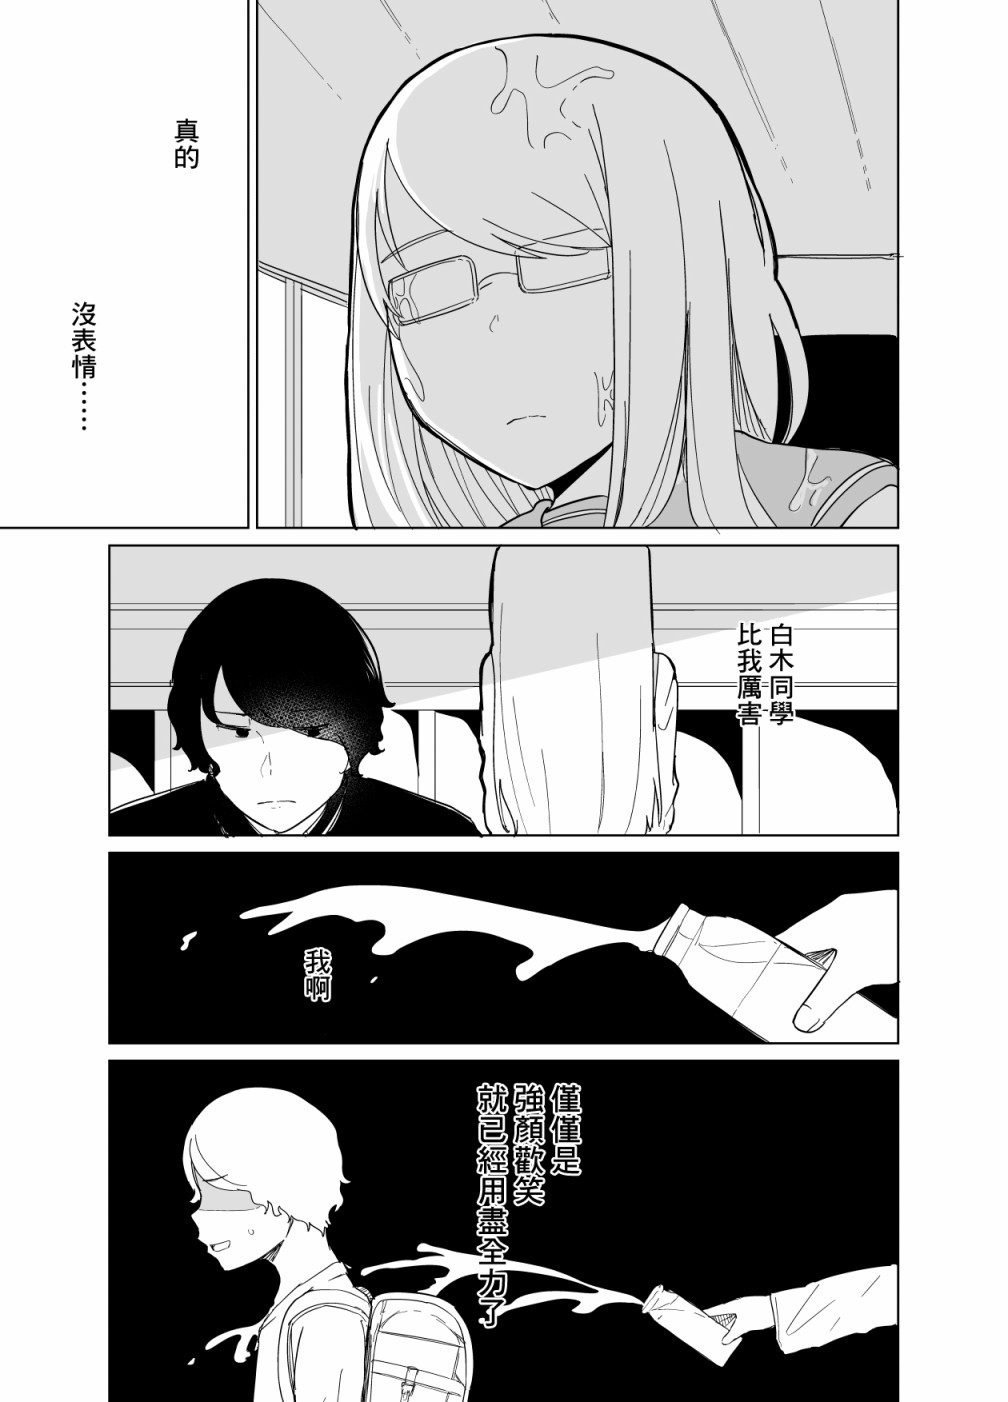 真的
沒表情……
白木同學
比我厲害
我啊
僅僅是
強顏歡笑
就已經用盡全力了